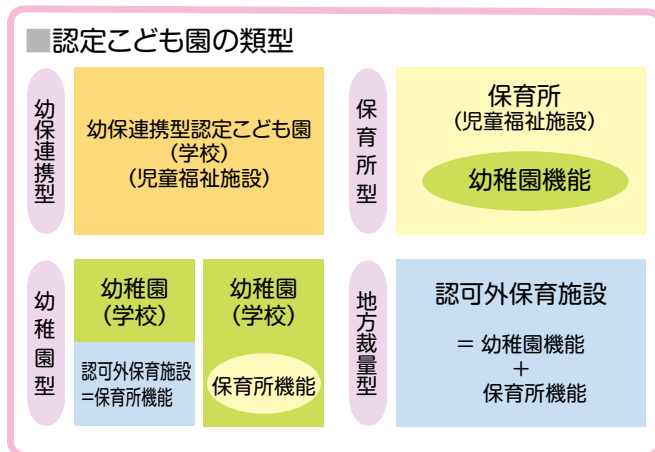 ■認定こども園の類型
幼保連携型
幼保連携型認定こども園
(学校)
(児童福祉施設)
保育所型
保育所
(児童福祉施設)
幼稚園機能
幼稚園型
幼稚園
(学校)
認可外保育施設
=保育所機能
幼稚園
(学校)
保育所機能
地方裁量型
認可外保育施設
= 幼稚園機能
+
保育所機能